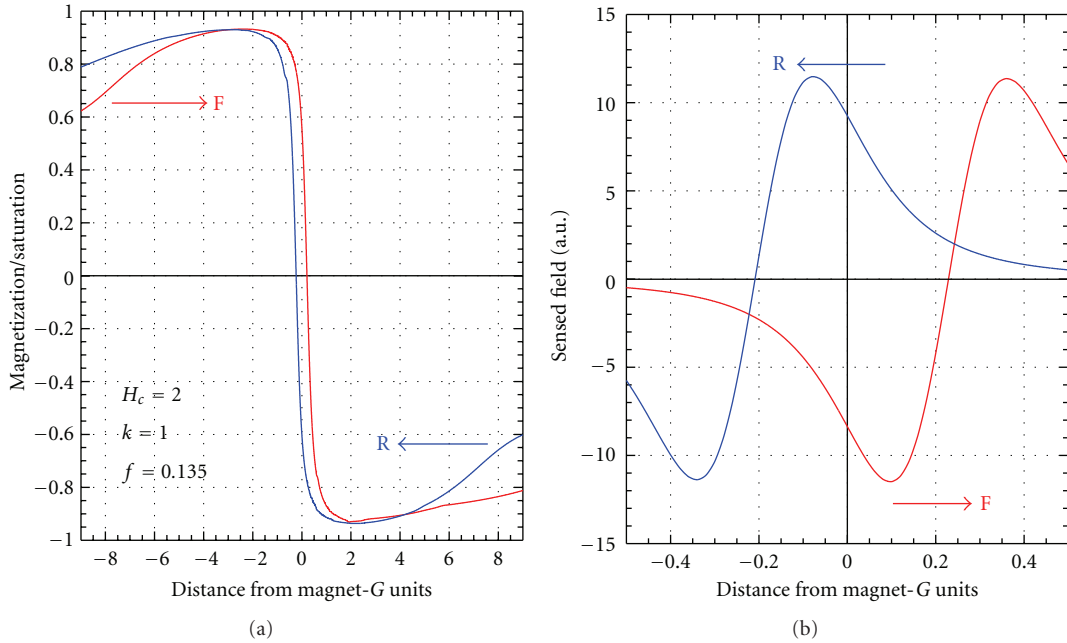 Magnetization/saturation
1
0.8
0.6
0.4
0.2
0
−0.2
−0.4
−0.6
−0.8
−1
F
R
H_c = 2
k = 1
f = 0.135
−8 −6 −4 −2 0 2 4 6 8
Distance from magnet-G units
(a)
Sensed field (a.u.)
15
10
5
0
−5
−10
−15
R
F
−0.4 −0.2 0 0.2 0.4
Distance from magnet-G units
(b)